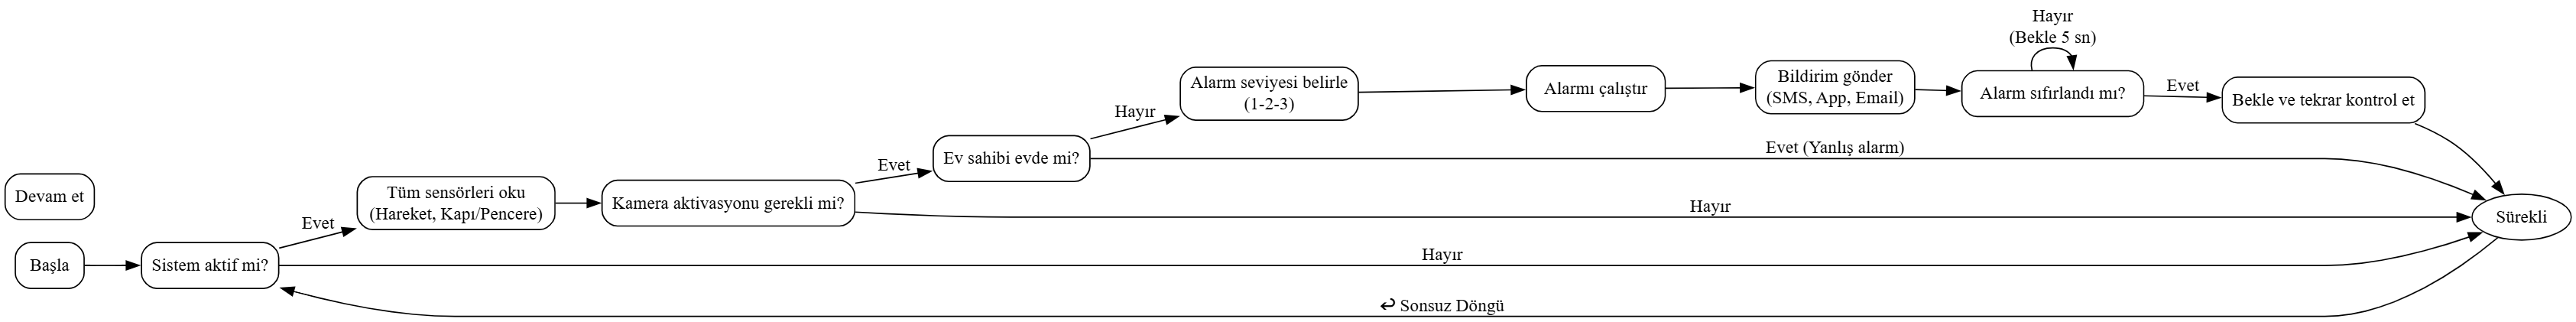 Devam et
Başla
Sistem aktif mi?
Evet
Tüm sensörleri oku
(Hareket, Kapı/Pencere)
Kamera aktivasyonu gerekli mi?
Evet
Ev sahibi evde mi?
Hayır
Alarm seviyesi belirle
(1-2-3)
Alarmı çalıştır
Bildirim gönder
(SMS, App, Email)
Hayır
(Bekle 5 sn)
Alarm sıfırlandı mı?
Evet
Bekle ve tekrar kontrol et
Evet (Yanlış alarm)
Hayır
Hayır
Sürekli
↩ Sonsuz Döngü